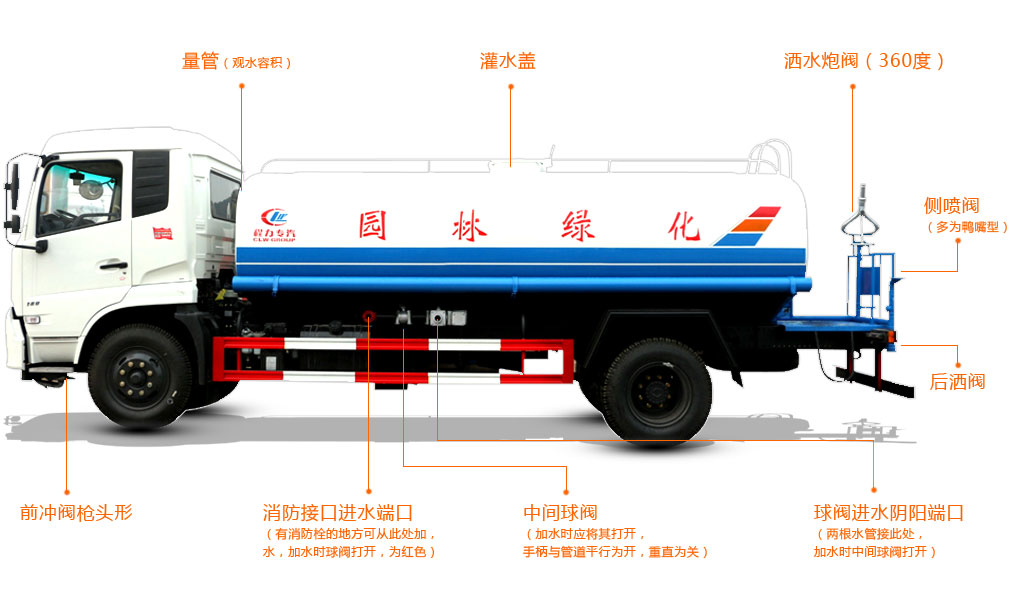 量管（观水容积）
灌水盖
洒水炮阀（360度）
侧喷阀
（多为鸭嘴型）
园林绿化
程力专汽
CLW GROUP
后洒阀
前冲阀枪头形
消防接口进水端口
（有消防栓的地方可从此处加，
水，加水时球阀打开，为红色）
中间球阀
（加水时应将其打开，
手柄与管道平行为开，重直为关）
球阀进水阴阳端口
（两根水管接此处，
加水时中间球阀打开）